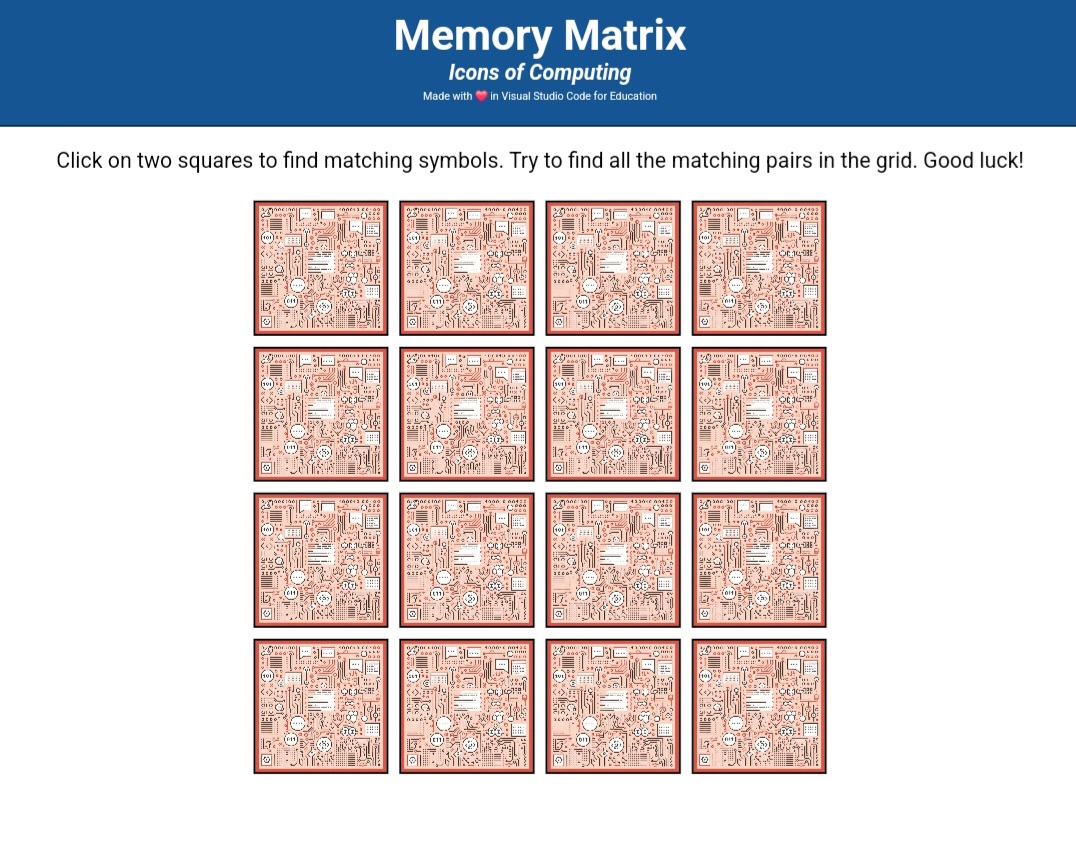 Memory Matrix
Icons of Computing
Made with ❤️ in Visual Studio Code for Education
Click on two squares to find matching symbols. Try to find all the matching pairs in the grid. Good luck!